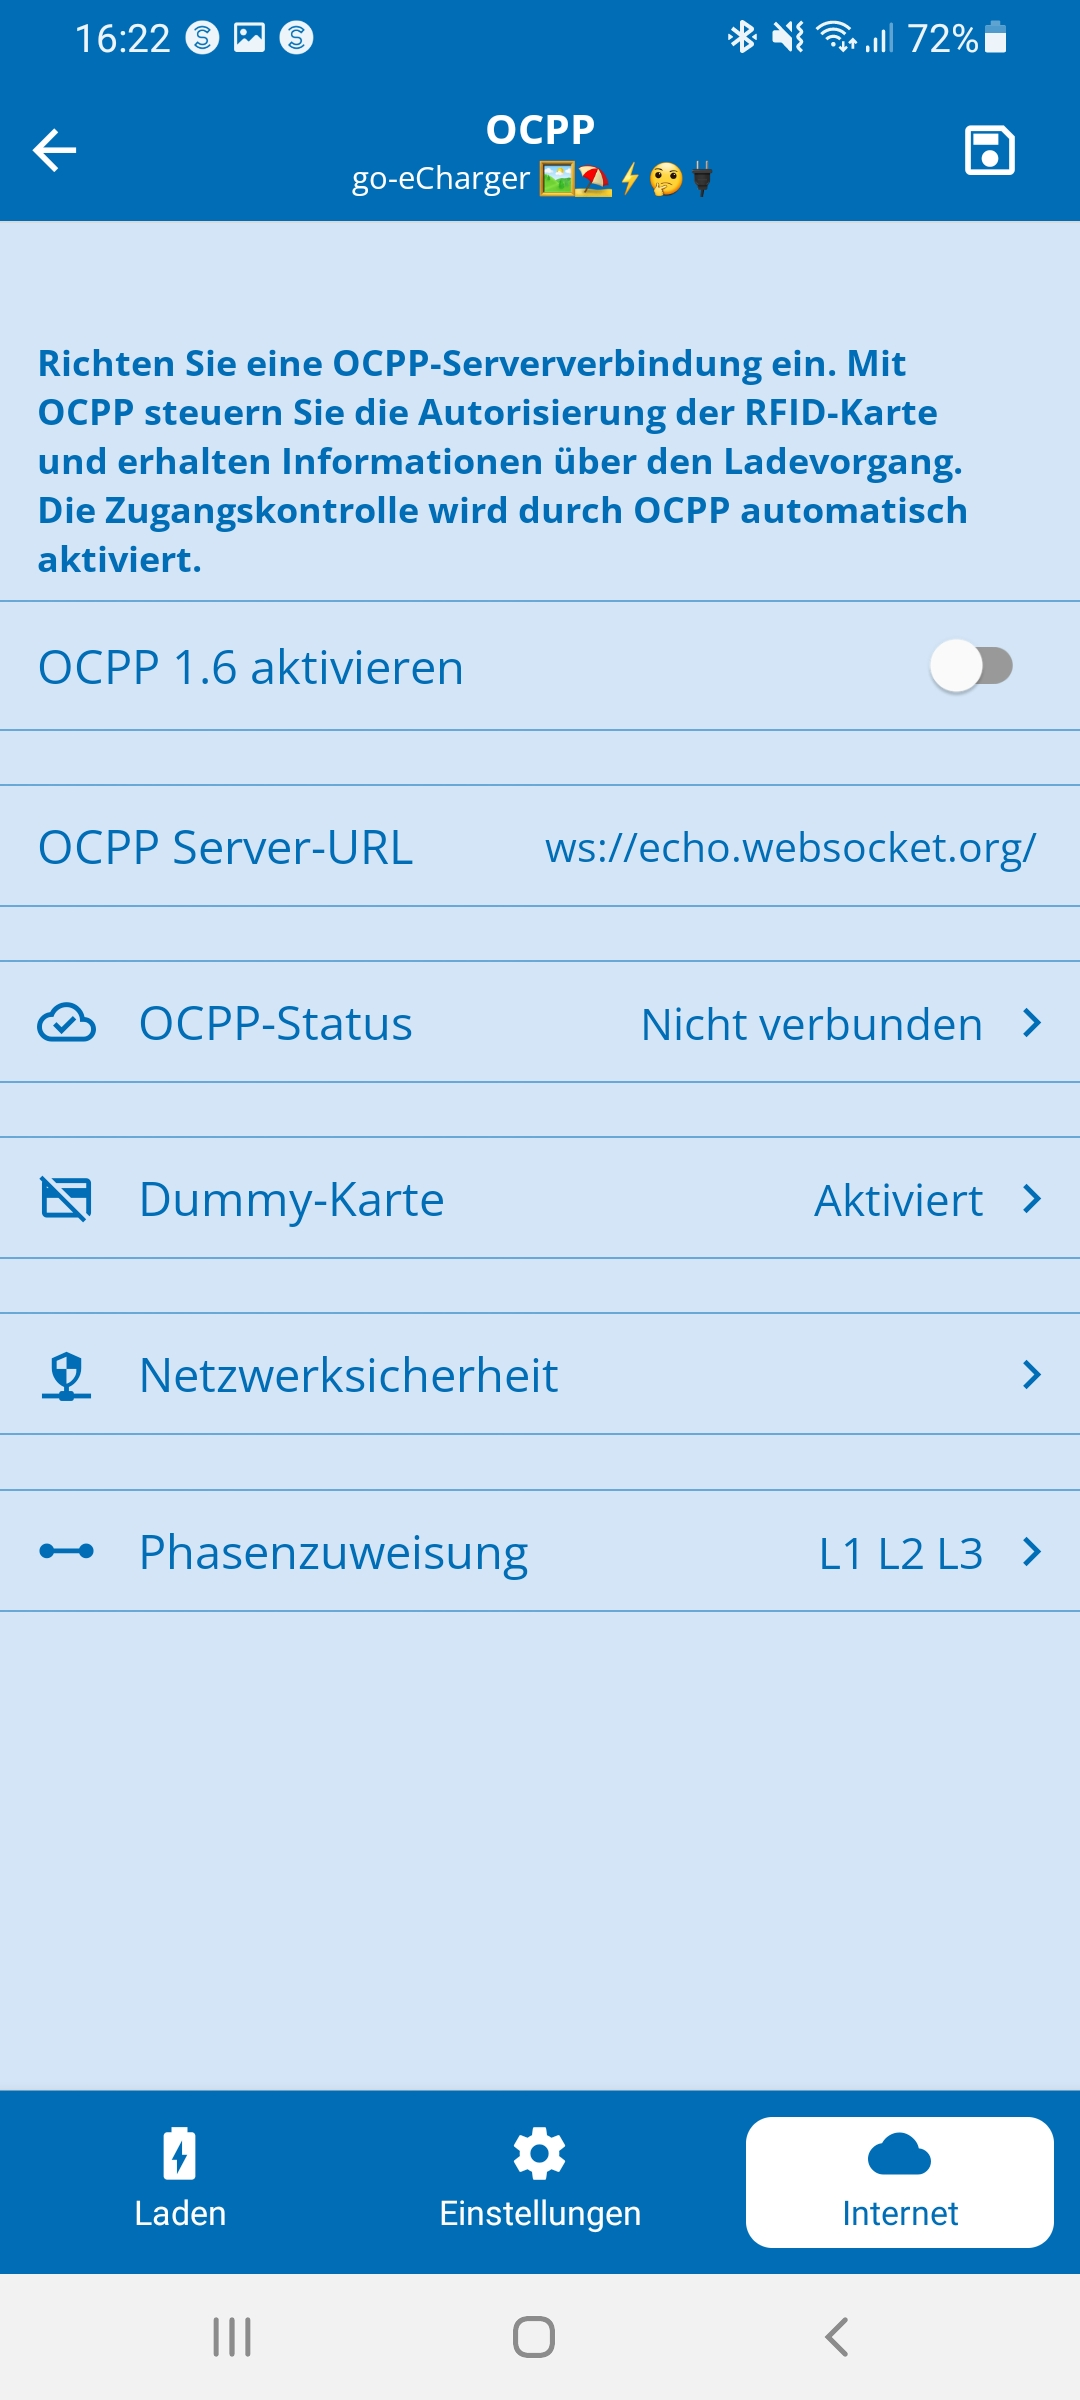 16:22 72%
OCPP
go-eCharger 🖼️⛱️⚡🤔🔌
Richten Sie eine OCPP-Serververbindung ein. Mit
OCPP steuern Sie die Autorisierung der RFID-Karte
und erhalten Informationen über den Ladevorgang.
Die Zugangskontrolle wird durch OCPP automatisch
aktiviert.
OCPP 1.6 aktivieren
OCPP Server-URL ws://echo.websocket.org/
OCPP-Status Nicht verbunden
Dummy-Karte Aktiviert
Netzwerksicherheit
Phasenzuweisung L1 L2 L3
Laden Einstellungen Internet